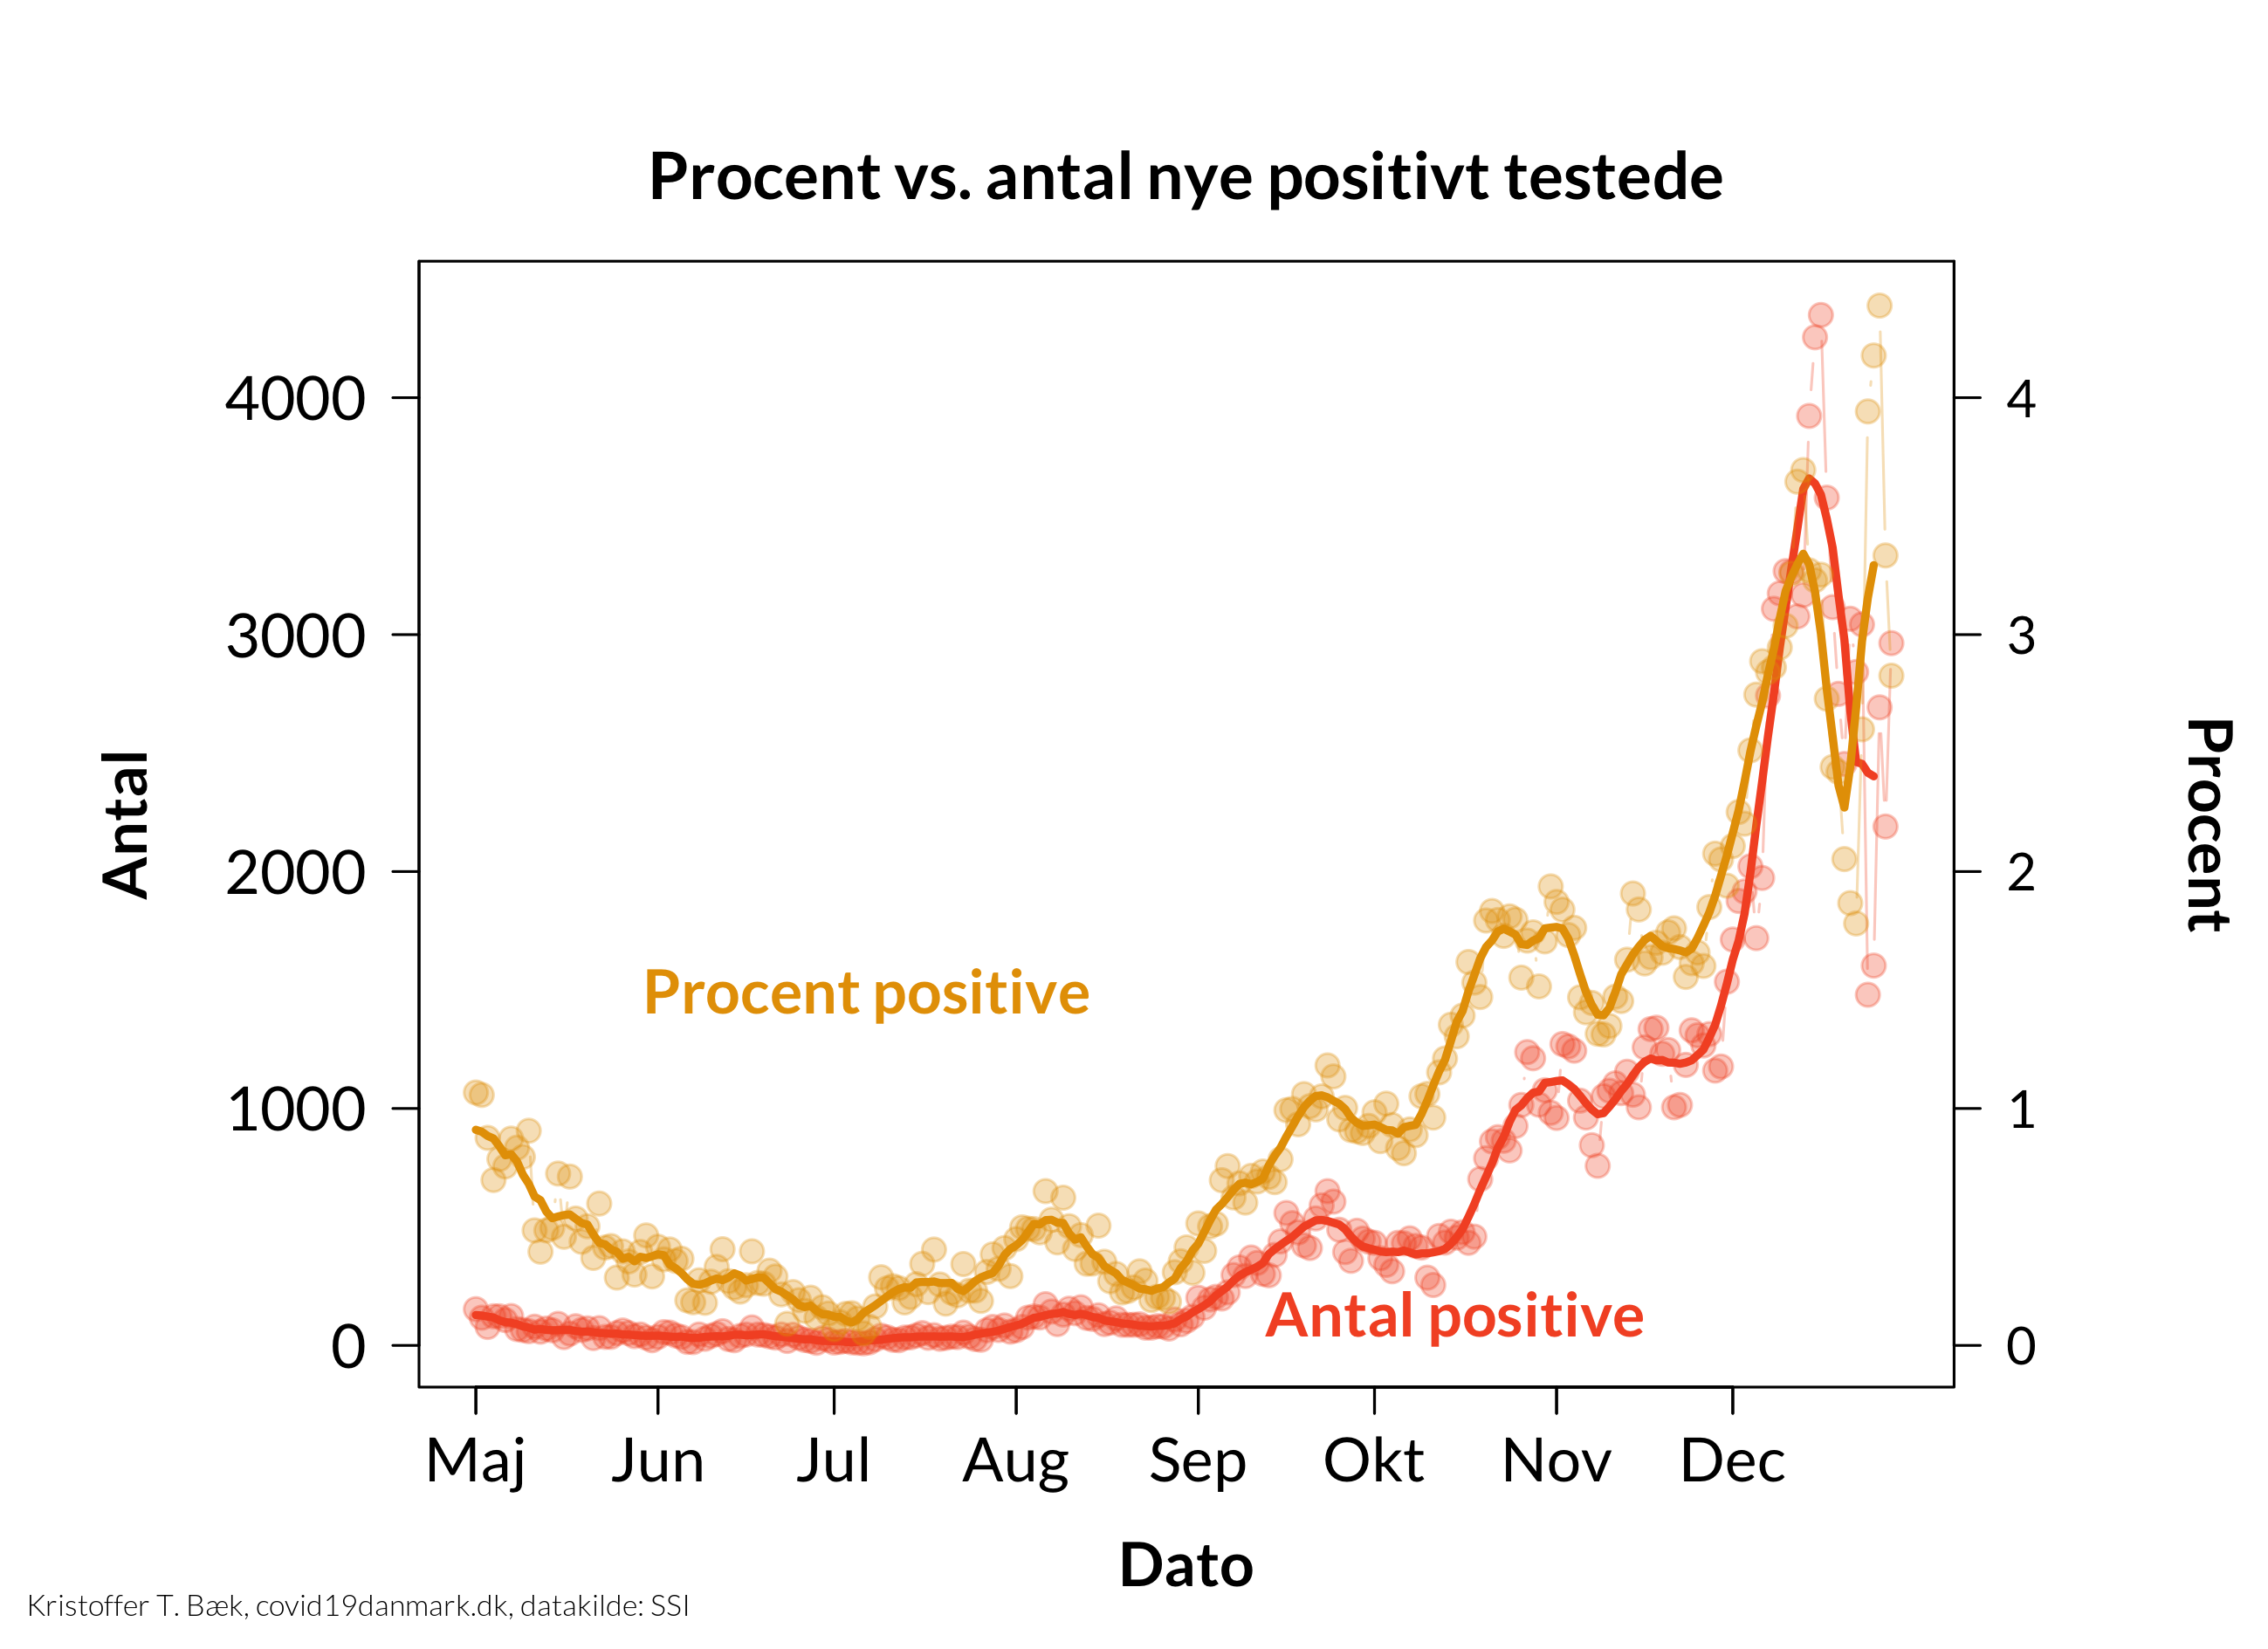 Procent vs. antal nye positivt testede
4000
3000
2000
1000
0
Antal
4
3
2
1
0
Procent
Procent positive
Antal positive
Maj Jun Jul Aug Sep Okt Nov Dec
Dato
Kristoffer T. Bæk, covid19danmark.dk, datakilde: SSI